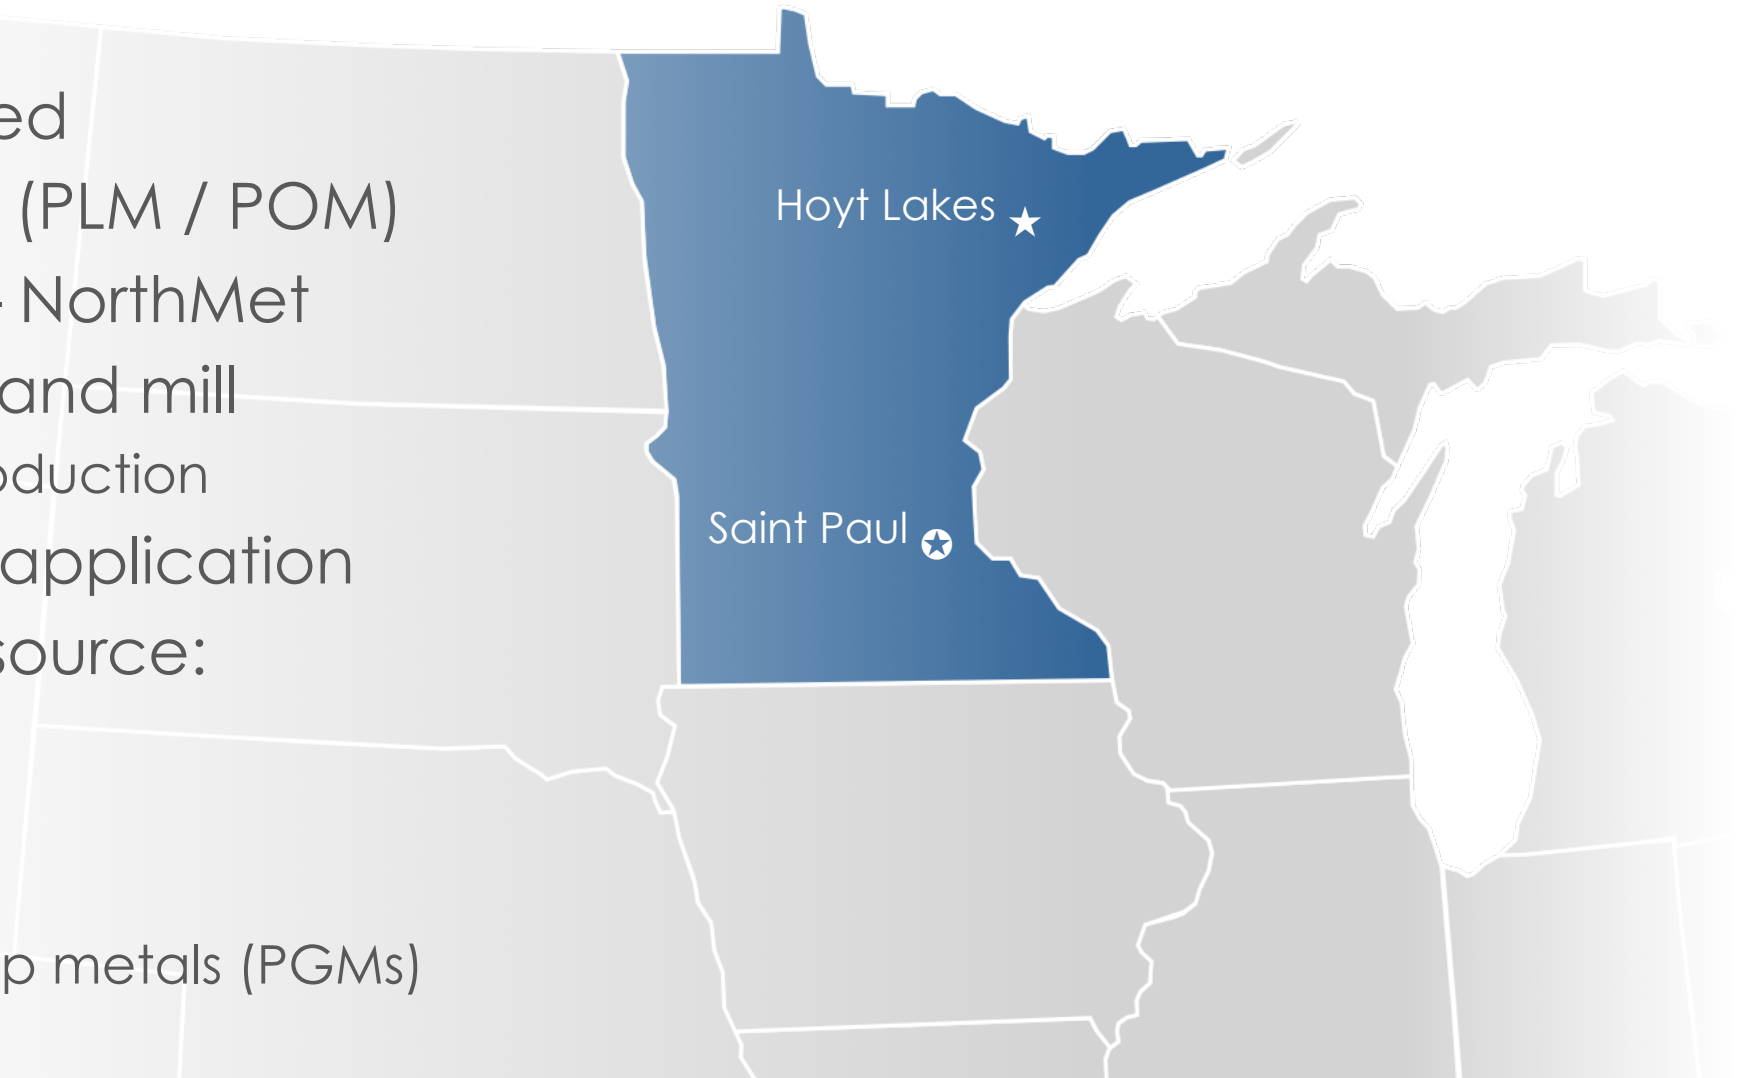 ed
(PLM / POM)
- NorthMet
and mill
oduction
application
source:
p metals (PGMs)
Hoyt Lakes
Saint Paul